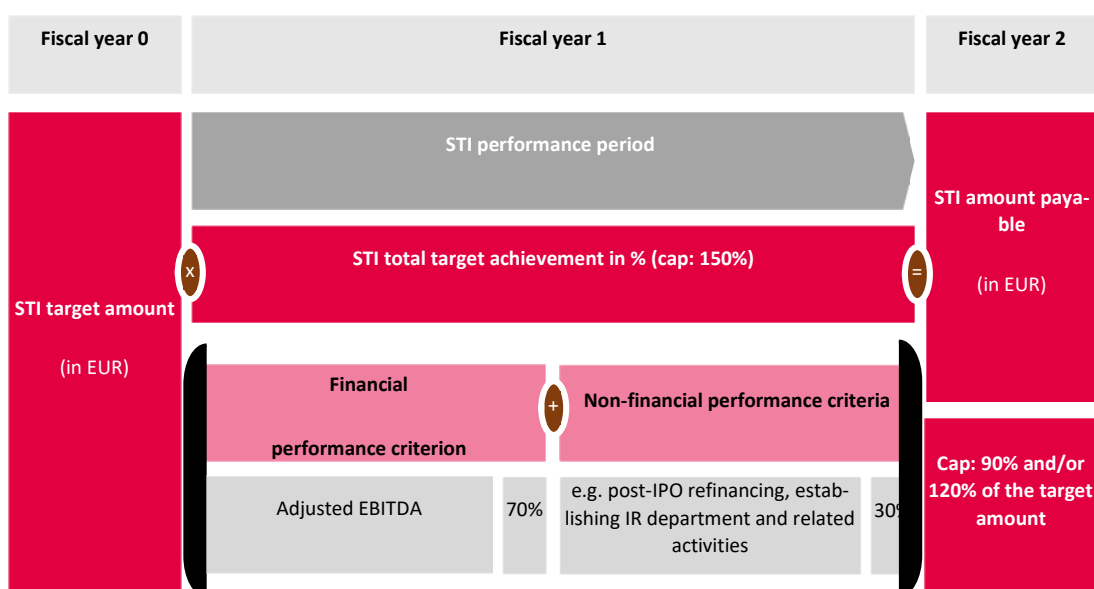 Fiscal year 0
Fiscal year 1
Fiscal year 2
STI target amount
(in EUR)
x
STI performance period
STI total target achievement in % (cap: 150%)
=
STI amount paya-
ble
(in EUR)
Financial
performance criterion
+
Non-financial performance criteria
Adjusted EBITDA
70%
e.g. post-IPO refinancing, estab-
lishing IR department and related
activities
30%
Cap: 90% and/or
120% of the target
amount